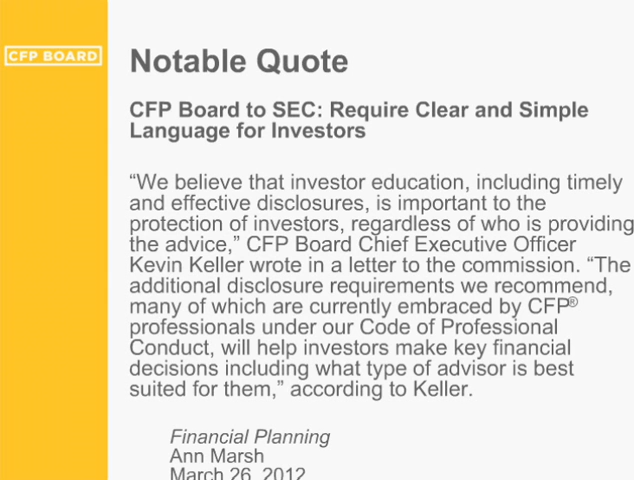 CFP BOARD
Notable Quote
CFP Board to SEC: Require Clear and Simple
Language for Investors
“We believe that investor education, including timely
and effective disclosures, is important to the
protection of investors, regardless of who is providing
the advice,” CFP Board Chief Executive Officer
Kevin Keller wrote in a letter to the commission. “The
additional disclosure requirements we recommend,
many of which are currently embraced by CFP®
professionals under our Code of Professional
Conduct, will help investors make key financial
decisions including what type of advisor is best
suited for them,” according to Keller.
Financial Planning
Ann Marsh
March 26, 2012